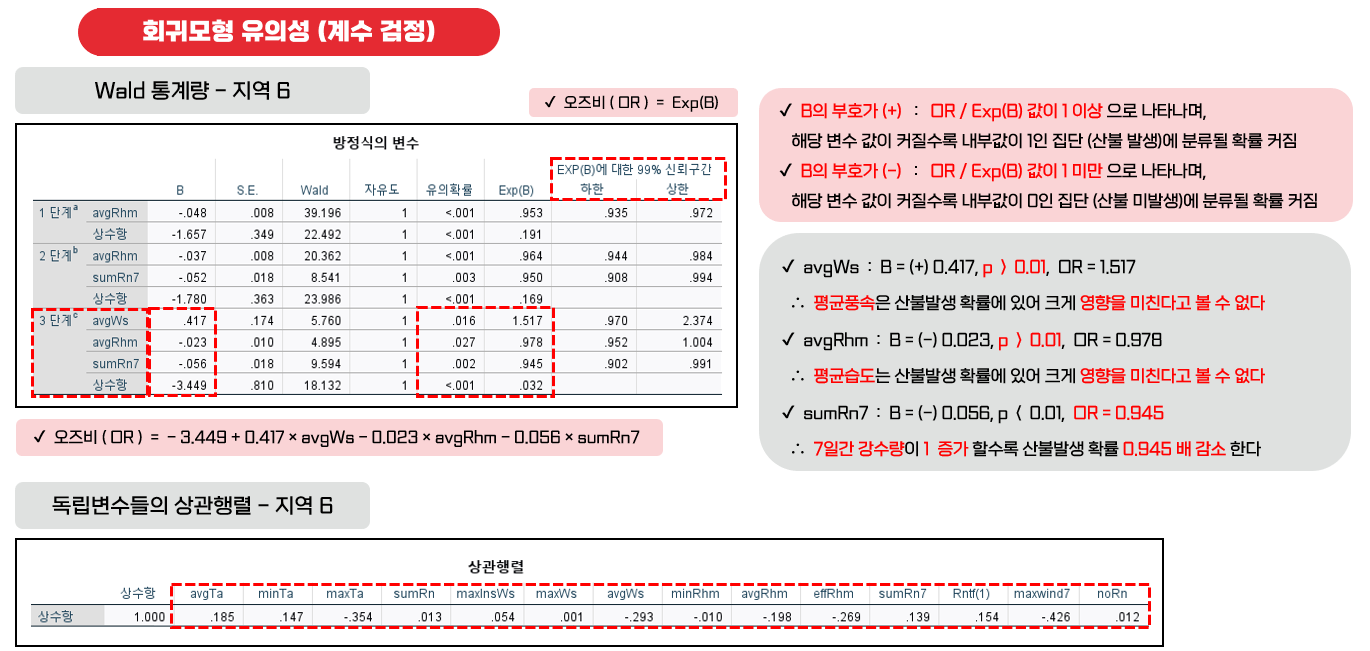 회귀모형 유의성 (계수 검정)
Wald 통계량 - 지역 6
✓ 오즈비 ( OR ) = Exp(B)
방정식의 변수
EXP(B)에 대한 99% 신뢰구간
B S.E. Wald 자유도 유의확률 Exp(B) 하한 상한
1 단계a avgRhm -.048 .008 39.196 1 <.001 .953 .935 .972
상수항 -1.657 .349 22.492 1 <.001 .191
2 단계b avgRhm -.037 .008 20.362 1 <.001 .964 .944 .984
sumRn7 -.052 .018 8.541 1 .003 .950 .908 .994
상수항 -1.780 .363 23.986 1 <.001 .169
3 단계c avgWs .417 .174 5.760 1 .016 1.517 .970 2.374
avgRhm -.023 .010 4.895 1 .027 .978 .952 1.004
sumRn7 -.056 .018 9.594 1 .002 .945 .902 .991
상수항 -3.449 .810 18.132 1 <.001 .032
✓ 오즈비 ( OR ) = - 3.449 + 0.417 × avgWs - 0.023 × avgRhm - 0.056 × sumRn7
✓ B의 부호가 (+) : OR / Exp(B) 값이 1 이상 으로 나타나며,
해당 변수 값이 커질수록 내부값이 1인 집단 (산불 발생)에 분류될 확률 커짐
✓ B의 부호가 (-) : OR / Exp(B) 값이 1 미만 으로 나타나며,
해당 변수 값이 커질수록 내부값이 0인 집단 (산불 미발생)에 분류될 확률 커짐
✓ avgWs : B = (+) 0.417, p > 0.01, OR = 1.517
∴ 평균풍속은 산불발생 확률에 있어 크게 영향을 미친다고 볼 수 없다
✓ avgRhm : B = (-) 0.023, p > 0.01, OR = 0.978
∴ 평균습도는 산불발생 확률에 있어 크게 영향을 미친다고 볼 수 없다
✓ sumRn7 : B = (-) 0.056, p < 0.01, OR = 0.945
∴ 7일간 강수량이 1 증가 할수록 산불발생 확률 0.945 배 감소 한다
독립변수들의 상관행렬 - 지역 6
상관행렬
상수항 avgTa minTa maxTa sumRn maxInsWs maxWs avgWs minRhm avgRhm effRhm sumRn7 Rntf(1) maxwind7 noRn
상수항 1.000 .185 .147 -.354 .013 .054 .001 -.293 -.010 -.198 -.269 .139 .154 -.426 .012